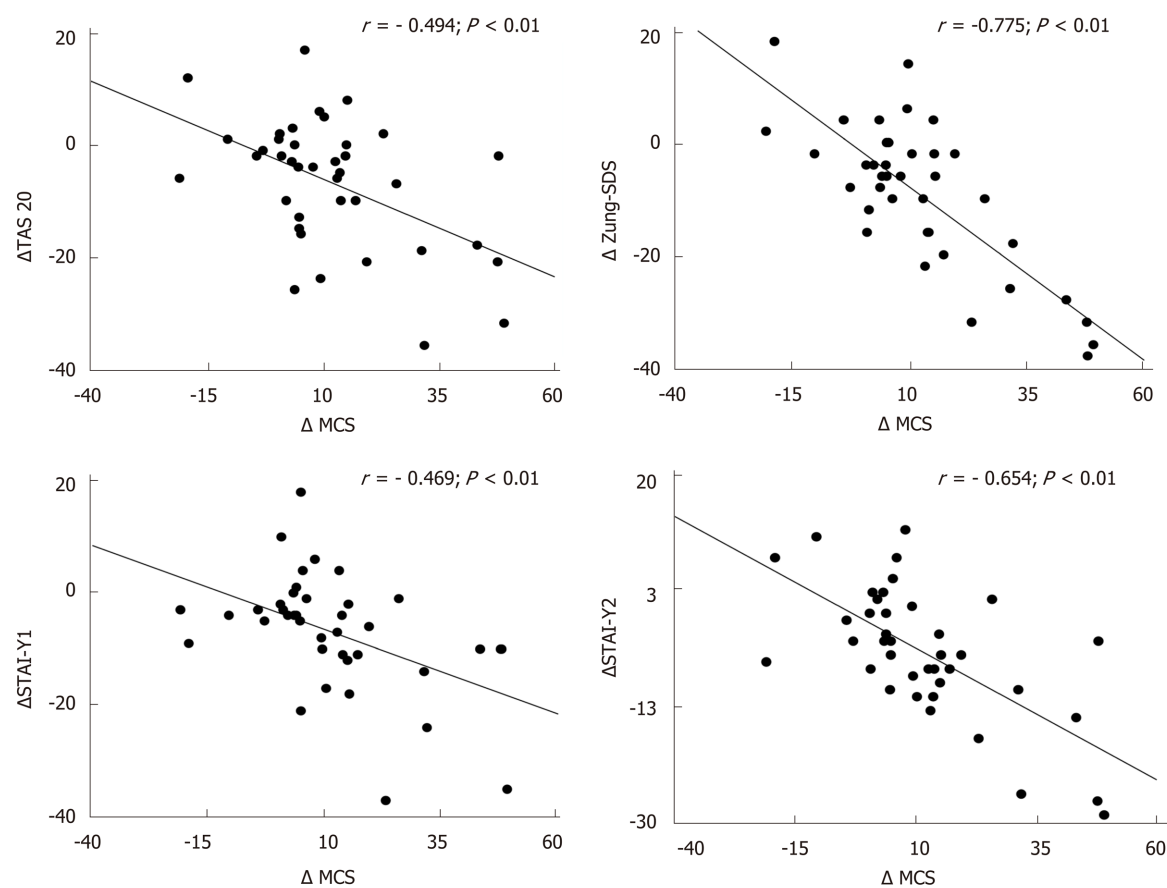 r = - 0.494; P < 0.01
20
0
-20
-40
ΔTAS 20
-40 -15 10 35 60
Δ MCS
r = -0.775; P < 0.01
20
0
-20
-40
Δ Zung-SDS
-40 -15 10 35 60
Δ MCS
r = - 0.469; P < 0.01
20
0
-20
-40
ΔSTAI-Y1
-40 -15 10 35 60
Δ MCS
r = - 0.654; P < 0.01
20
3
-13
-30
ΔSTAI-Y2
-40 -15 10 35 60
Δ MCS